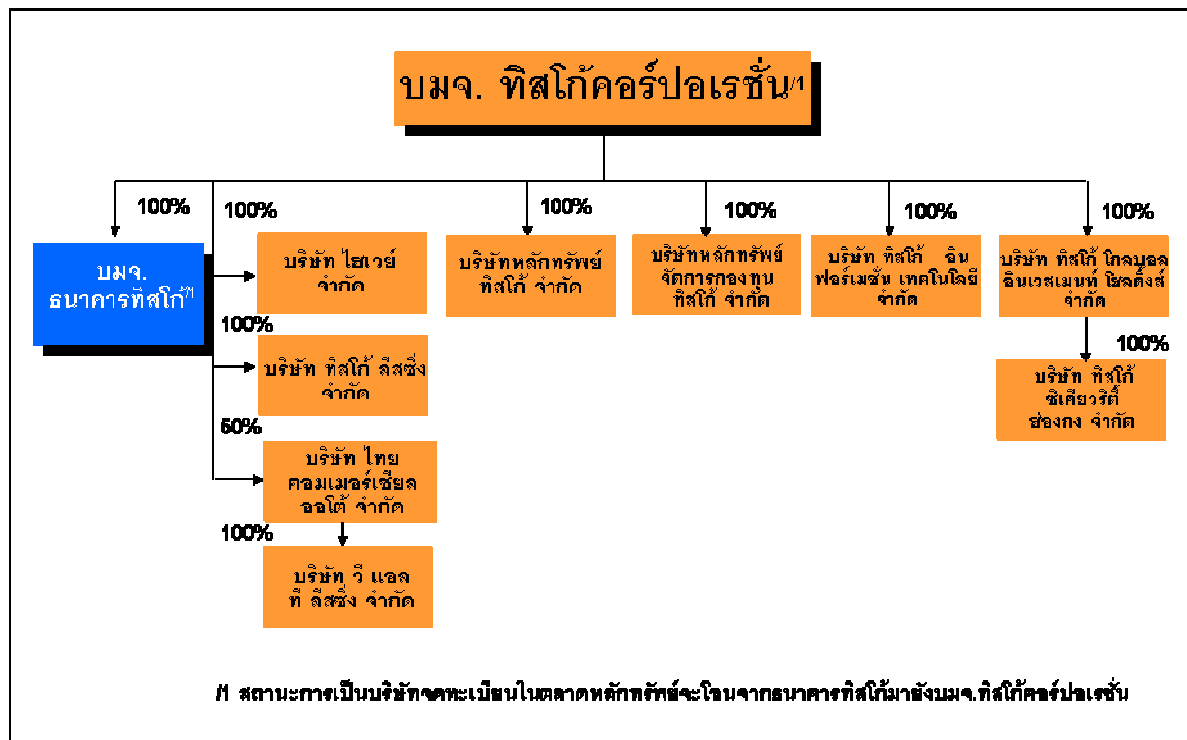 บมจ. ทิสโก้คอร์ปอเรชั่น/1
100%
100%
100%
100%
100%
100%
บมจ.
ธนาคารทิสโก้/1
บริษัท ไฮเวย์
จำกัด
บริษัทหลักทรัพย์
ทิสโก้ จำกัด
บริษัทหลักทรัพย์
จัดการกองทุน
ทิสโก้ จำกัด
บริษัท ทิสโก้ อิน
ฟอร์เมชั่น เทคโนโลยี
จำกัด
บริษัท ทิสโก้ โกลบอล
อินเวสเมนท์ โฮลดิ้งส์
จำกัด
100%
บริษัท ทิสโก้ ลีสซิ่ง
จำกัด
100%
บริษัท ทิสโก้
ซิเคียวริตี้
ฮ่องกง จำกัด
50%
บริษัท ไทย
คอมเมอร์เชียล
ออโต้ จำกัด
100%
บริษัท วี แอล
ที ลีสซิ่ง จำกัด
/1 สถานะการเป็นบริษัทจดทะเบียนในตลาดหลักทรัพย์จะโอนจากธนาคารทิสโก้มายังบมจ.ทิสโก้คอร์ปอเรชั่น